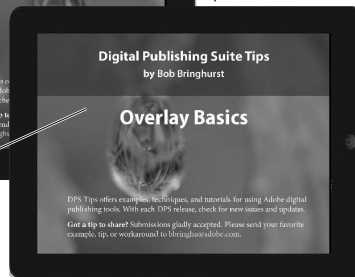 Digital Publishing Suite Tips
by Bob Bringhurst
Overlay Basics
DPS Tips offers examples, techniques, and tutorials for using Adobe digital
publishing tools. With each DPS release, check for new issues and updates.
Got a tip to share? Submissions gladly accepted. Please send your favorite
example, tip, or workaround to bbringhu@adobe.com.